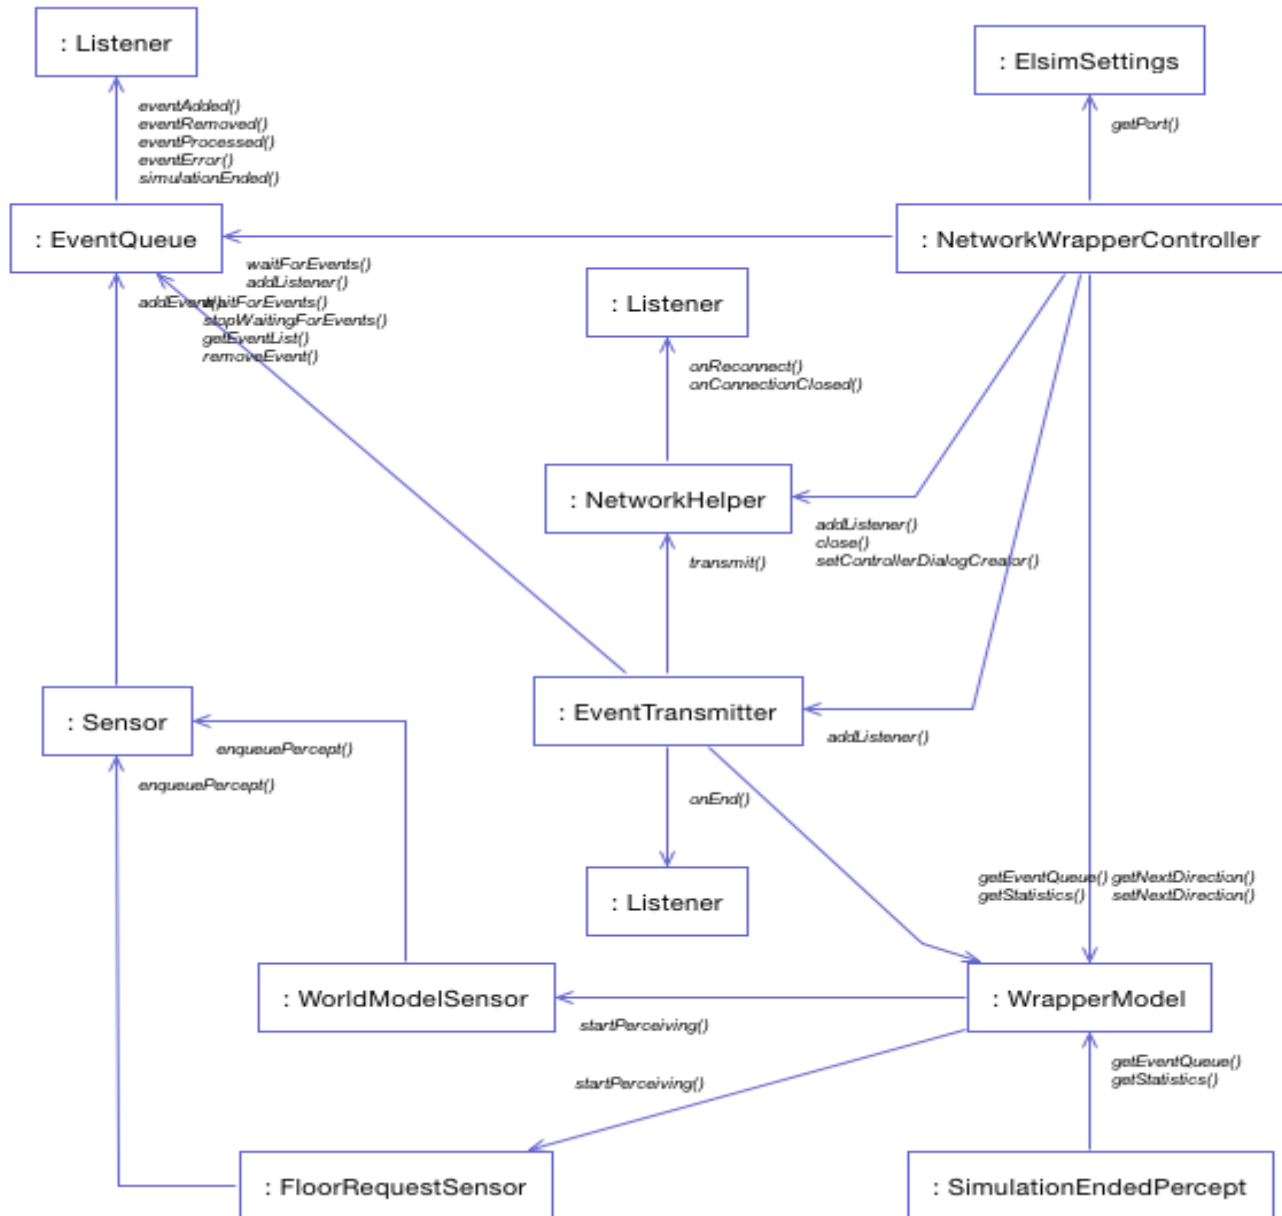 : Listener
: ElsimSettings
eventAdded()
eventRemoved()
eventProcessed()
eventError()
simulationEnded()
getPort()
: EventQueue
: NetworkWrapperController
waitForEvents()
addListener()
addEvent()
waitForEvents()
stopWaitingForEvents()
getEventList()
removeEvent()
: Listener
onReconnect()
onConnectionClosed()
: NetworkHelper
addListener()
close()
setControllerDialogCreator()
transmit()
: Sensor
: EventTransmitter
enqueuePercept()
addListener()
enqueuePercept()
onEnd()
: Listener
getEventQueue()
getStatistics()
getNextDirection()
setNextDirection()
: WorldModelSensor
: WrapperModel
startPerceiving()
getEventQueue()
getStatistics()
startPerceiving()
: FloorRequestSensor
: SimulationEndedPercept